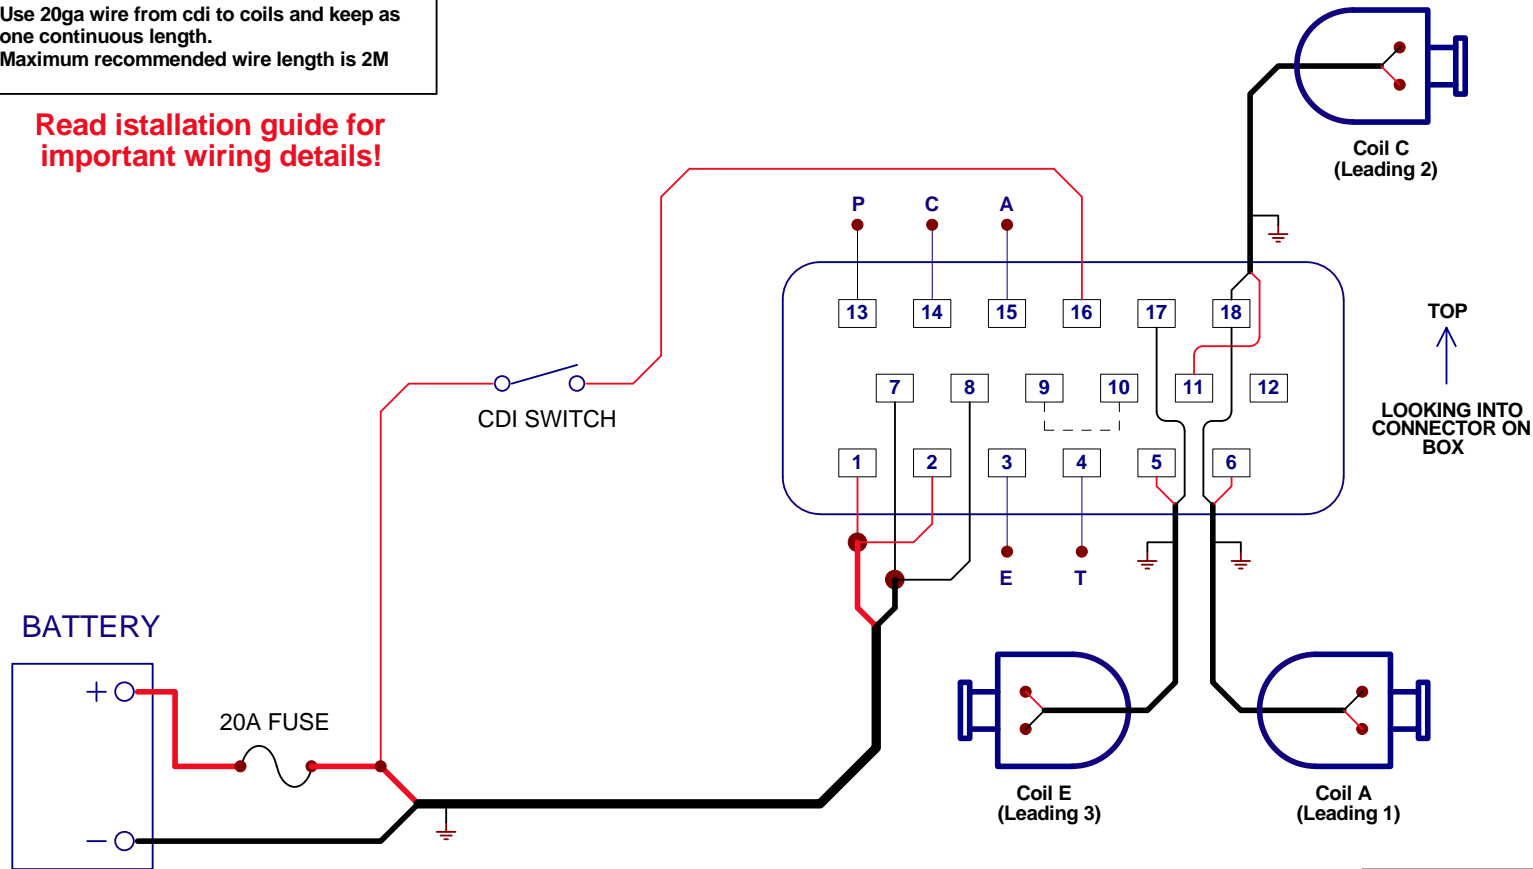 Use 20ga wire from cdi to coils and keep as
one continuous length.
Maximum recommended wire length is 2M
Read istallation guide for
important wiring details!
Coil C
(Leading 2)
P C A
13 14 15 16 17 18
TOP
7 8 9 10 11 12
CDI SWITCH
LOOKING INTO
CONNECTOR ON
BOX
1 2 3 4 5 6
E T
BATTERY
+
20A FUSE
−
Coil E
(Leading 3)
Coil A
(Leading 1)